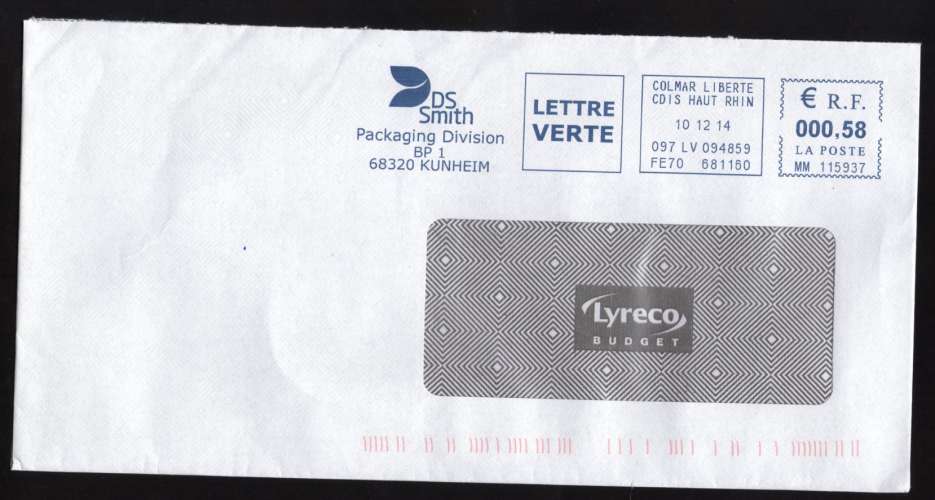 DS
Smith
Packaging Division
BP 1
68320 KUNHEIM
LETTRE
VERTE
COLMAR LIBERTE
CDIS HAUT RHIN
10 12 14
097 LV 094859
FE70 681160
€ R.F.
000,58
LA POSTE
MM 115937
Lyreco
BUDGET